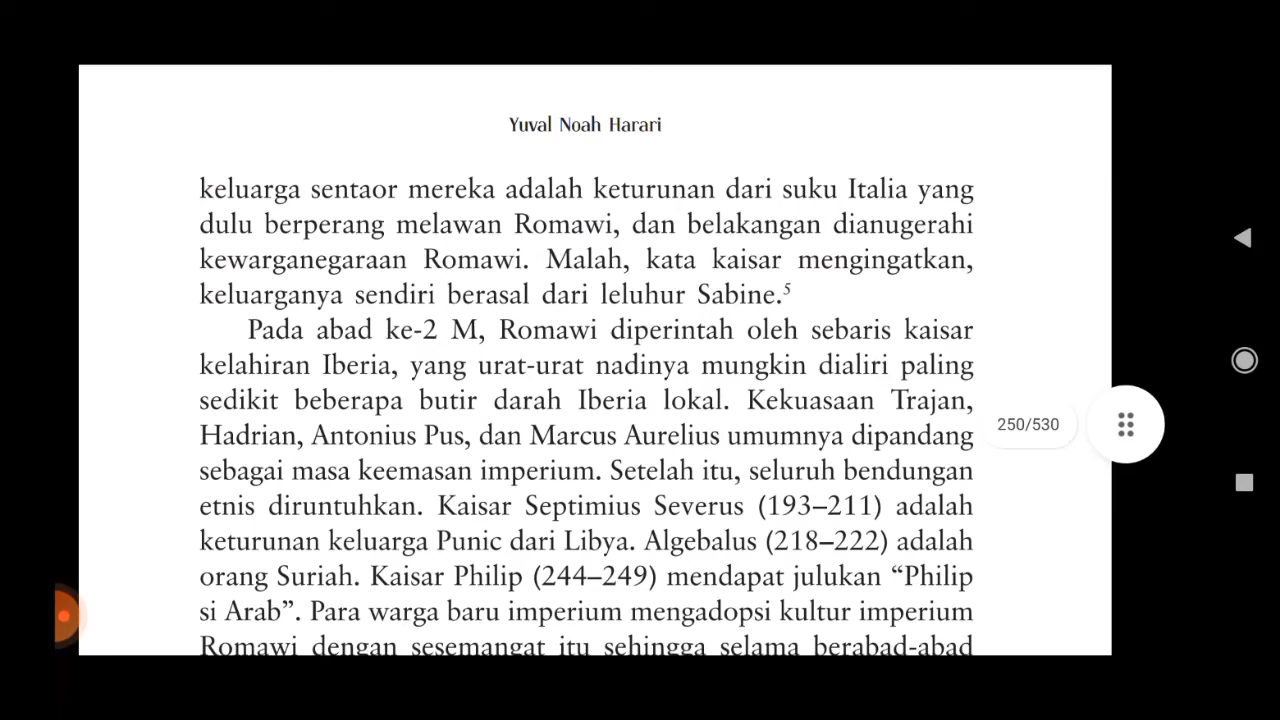 Yuval Noah Harari
keluarga sentaor mereka adalah keturunan dari suku Italia yang
dulu berperang melawan Romawi, dan belakangan dianugerahi
kewarganegaraan Romawi. Malah, kata kaisar mengingatkan,
keluarganya sendiri berasal dari leluhur Sabine.⁵
Pada abad ke-2 M, Romawi diperintah oleh sebaris kaisar
kelahiran Iberia, yang urat-urat nadinya mungkin dialiri paling
sedikit beberapa butir darah Iberia lokal. Kekuasaan Trajan,
Hadrian, Antonius Pus, dan Marcus Aurelius umumnya dipandang
sebagai masa keemasan imperium. Setelah itu, seluruh bendungan
etnis diruntuhkan. Kaisar Septimius Severus (193–211) adalah
keturunan keluarga Punic dari Libya. Algebalus (218–222) adalah
orang Suriah. Kaisar Philip (244–249) mendapat julukan “Philip
si Arab”. Para warga baru imperium mengadopsi kultur imperium
Romawi dengan sesemangat itu sehingga selama berabad-abad
250/530